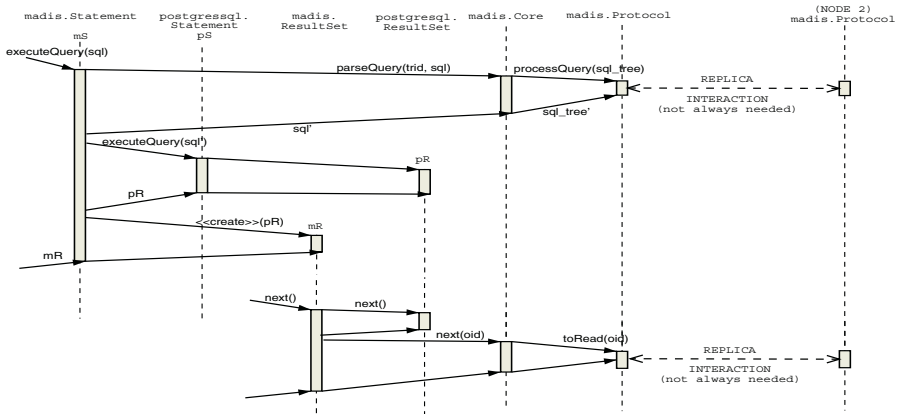 madis.Statement
mS
postgressql.
Statement
pS
madis.
ResultSet
postgresql.
ResultSet
madis.Core
madis.Protocol
(NODE 2)
madis.Protocol
executeQuery(sql)
parseQuery(trid, sql)
processQuery(sql_tree)
REPLICA
INTERACTION
(not always needed)
sql_tree'
sql'
executeQuery(sql')
pR
pR
<<create>>(pR)
mR
mR
next()
next()
next(oid)
toRead(oid)
REPLICA
INTERACTION
(not always needed)